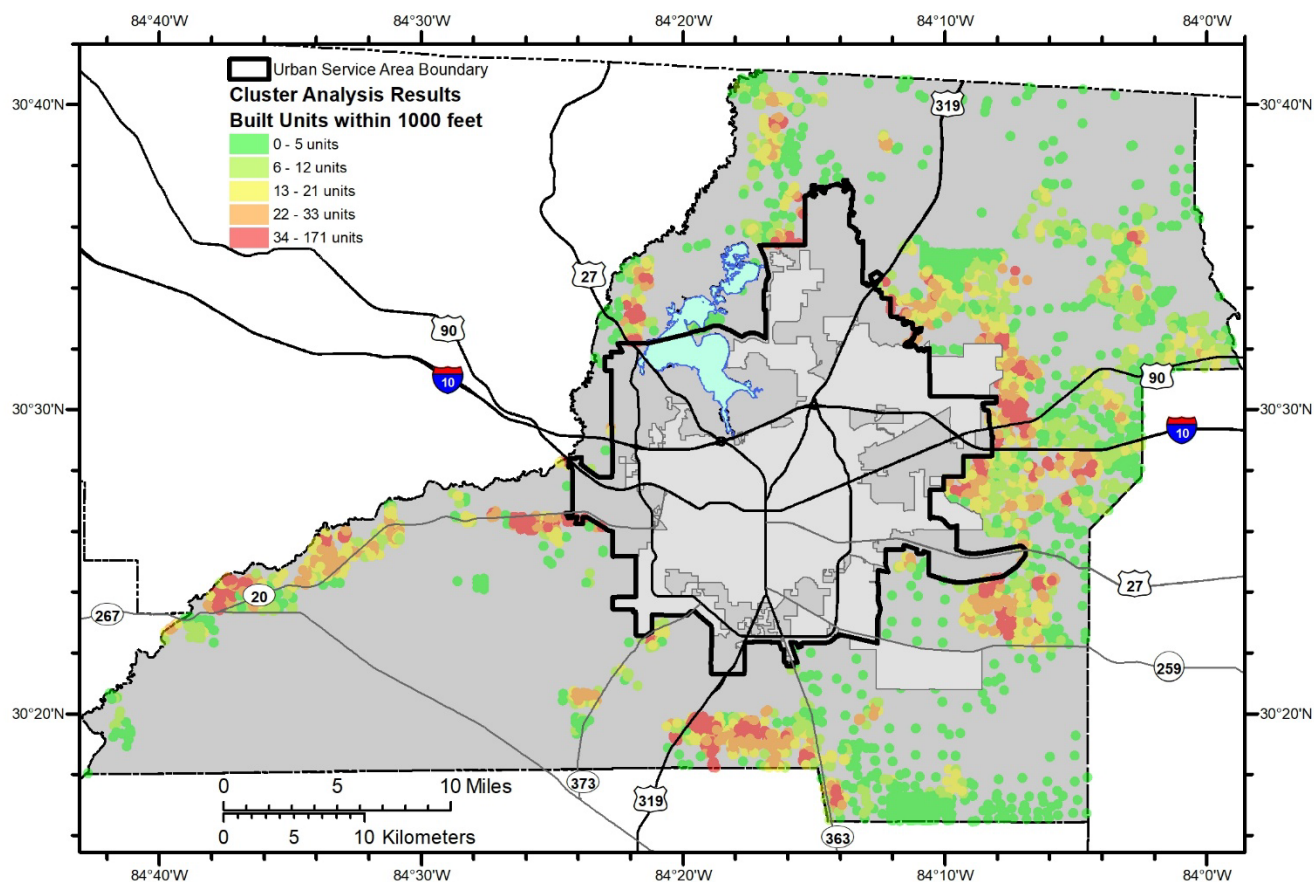 84°40'W 84°30'W 84°20'W 84°10'W 84°0'W
Urban Service Area Boundary
Cluster Analysis Results
Built Units within 1000 feet
0 - 5 units
6 - 12 units
13 - 21 units
22 - 33 units
34 - 171 units
30°40'N
319
30°40'N
27
90
10
90
30°30'N
30°30'N
10
20
267
27
259
30°20'N
30°20'N
0 5 10 Miles
373
319
0 5 10 Kilometers
363
84°40'W 84°30'W 84°20'W 84°10'W 84°0'W